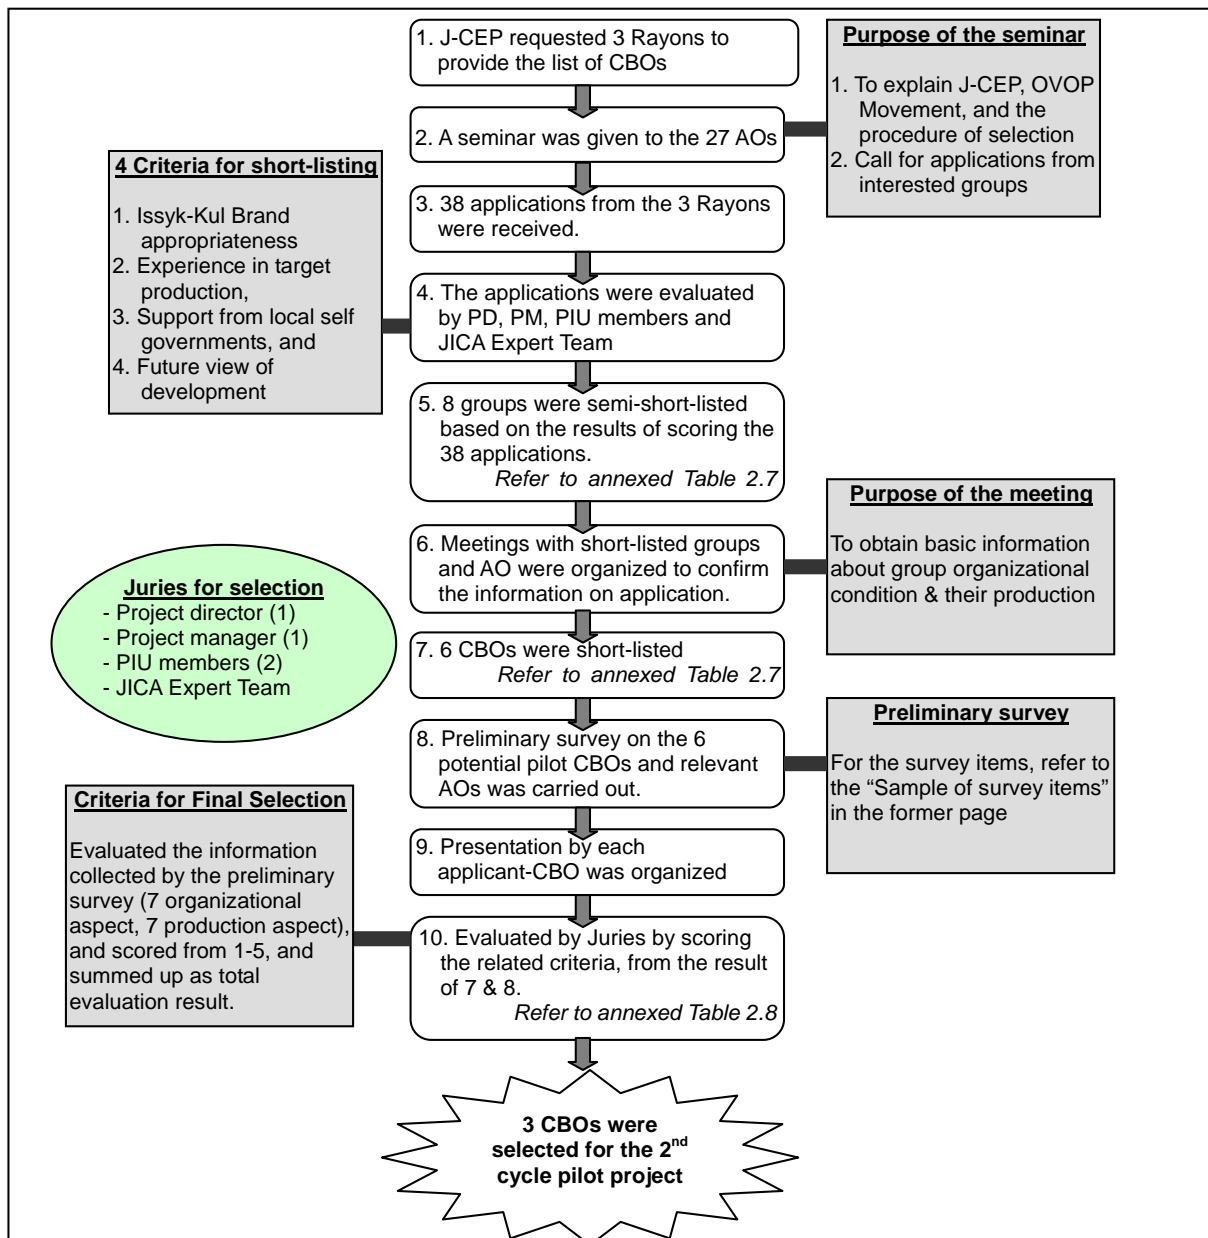 1. J-CEP requested 3 Rayons to
provide the list of CBOs
Purpose of the seminar
1. To explain J-CEP, OVOP
Movement, and the
procedure of selection
2. Call for applications from
interested groups
2. A seminar was given to the 27 AOs
4 Criteria for short-listing
1. Issyk-Kul Brand
appropriateness
2. Experience in target
production,
3. Support from local self
governments, and
4. Future view of
development
3. 38 applications from the 3 Rayons
were received.
4. The applications were evaluated
by PD, PM, PIU members and
JICA Expert Team
5. 8 groups were semi-short-listed
based on the results of scoring the
38 applications.
Refer to annexed Table 2.7
Purpose of the meeting
To obtain basic information
about group organizational
condition & their production
6. Meetings with short-listed groups
and AO were organized to confirm
the information on application.
Juries for selection
- Project director (1)
- Project manager (1)
- PIU members (2)
- JICA Expert Team
7. 6 CBOs were short-listed
Refer to annexed Table 2.7
Preliminary survey
For the survey items, refer to
the “Sample of survey items”
in the former page
8. Preliminary survey on the 6
potential pilot CBOs and relevant
AOs was carried out.
Criteria for Final Selection
Evaluated the information
collected by the preliminary
survey (7 organizational
aspect, 7 production aspect),
and scored from 1-5, and
summed up as total
evaluation result.
9. Presentation by each
applicant-CBO was organized
10. Evaluated by Juries by scoring
the related criteria, from the result
of 7 & 8.
Refer to annexed Table 2.8
3 CBOs were
selected for the 2nd
cycle pilot project